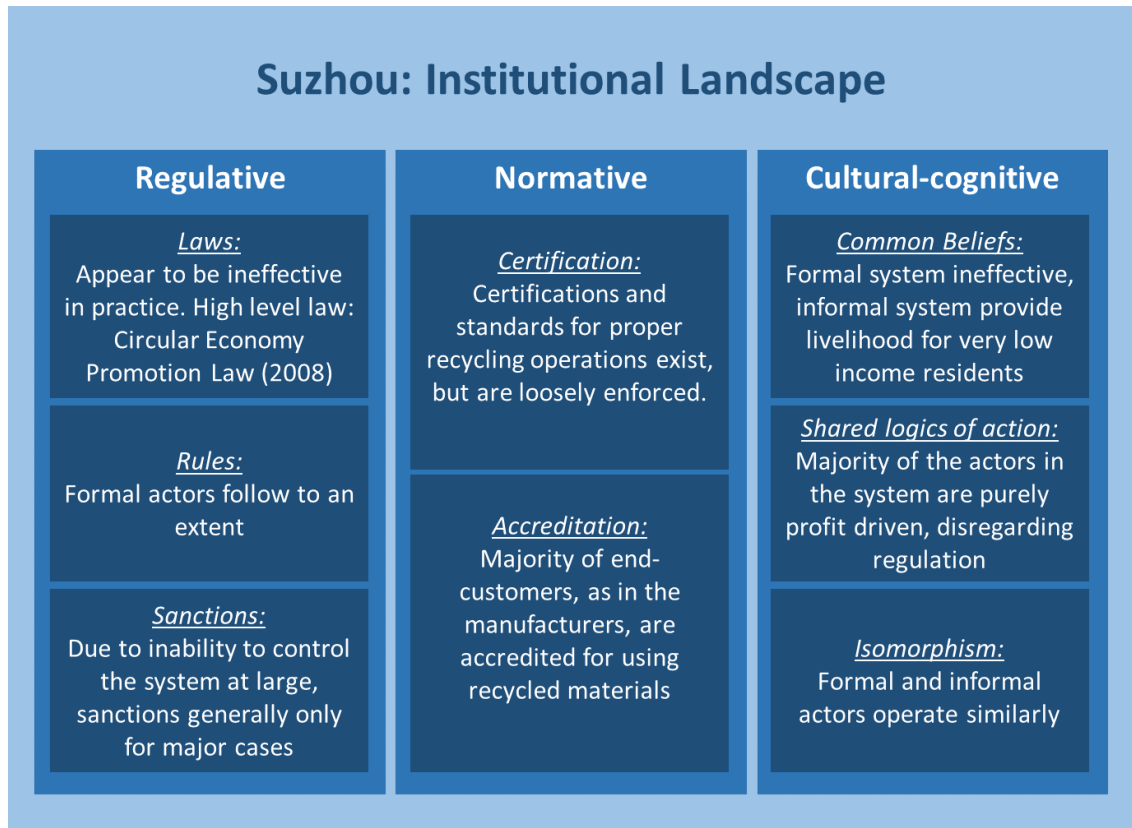 Suzhou: Institutional Landscape
Regulative
Laws:
Appear to be ineffective
in practice. High level law:
Circular Economy
Promotion Law (2008)
Rules:
Formal actors follow to an
extent
Sanctions:
Due to inability to control
the system at large,
sanctions generally only
for major cases
Normative
Certification:
Certifications and
standards for proper
recycling operations exist,
but are loosely enforced.
Accreditation:
Majority of end-
customers, as in the
manufacturers, are
accredited for using
recycled materials
Cultural-cognitive
Common Beliefs:
Formal system ineffective,
informal system provide
livelihood for very low
income residents
Shared logics of action:
Majority of the actors in
the system are purely
profit driven, disregarding
regulation
Isomorphism:
Formal and informal
actors operate similarly